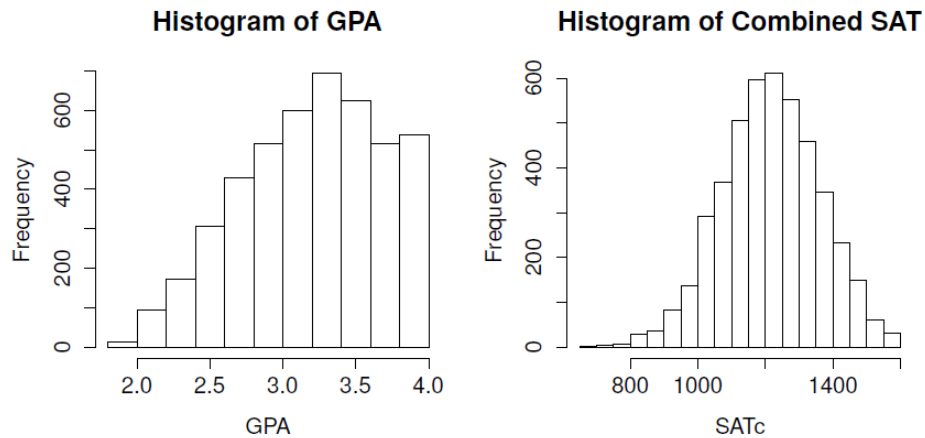 Histogram of GPA
Frequency
0 200 400 600
2.0 2.5 3.0 3.5 4.0
GPA
Histogram of Combined SAT
Frequency
0 200 400 600
800 1000 1400
SATc